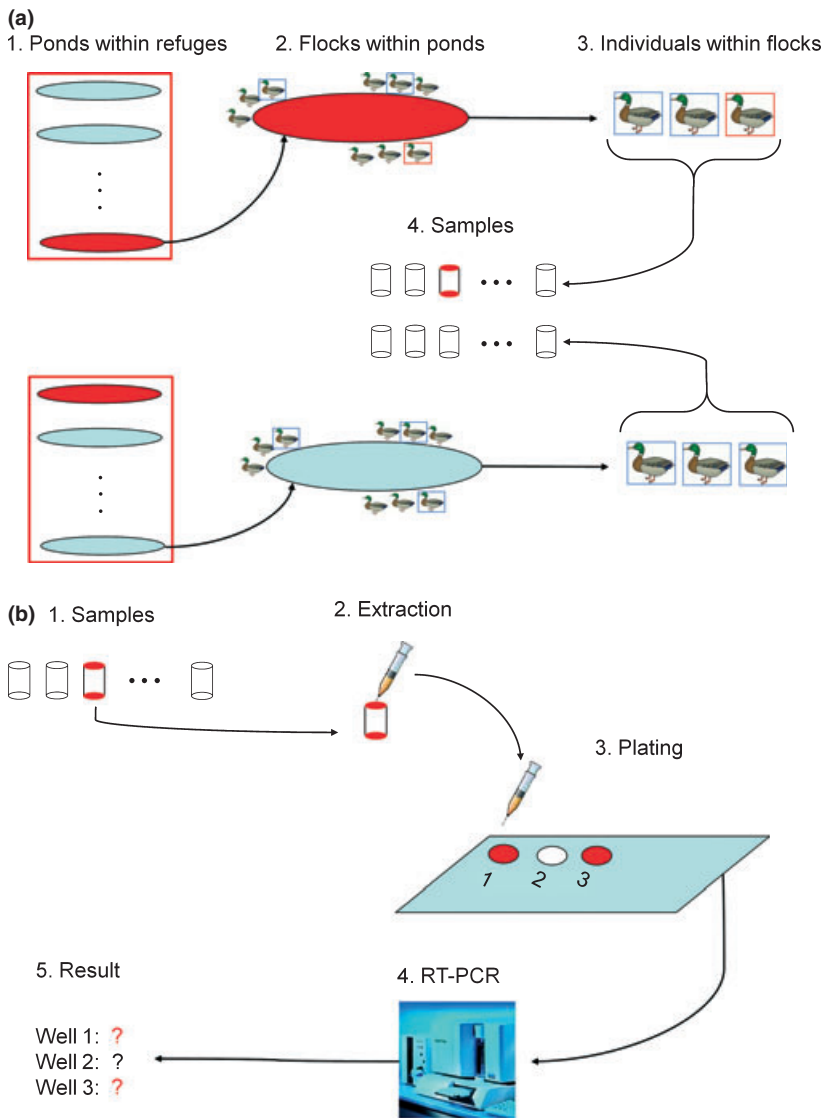 (a)
1. Ponds within refuges
2. Flocks within ponds
3. Individuals within flocks
4. Samples
(b)
1. Samples
2. Extraction
3. Plating
1 2 3
4. RT-PCR
5. Result
Well 1: ?
Well 2: ?
Well 3: ?